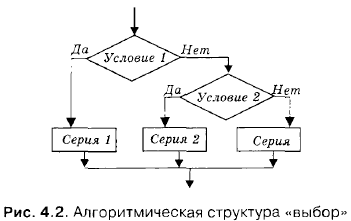 Да
Условие 1
Нет
Да
Условие 2
Нет
Серия 1
Серия 2
Серия
Рис. 4.2. Алгоритмическая структура «выбор»